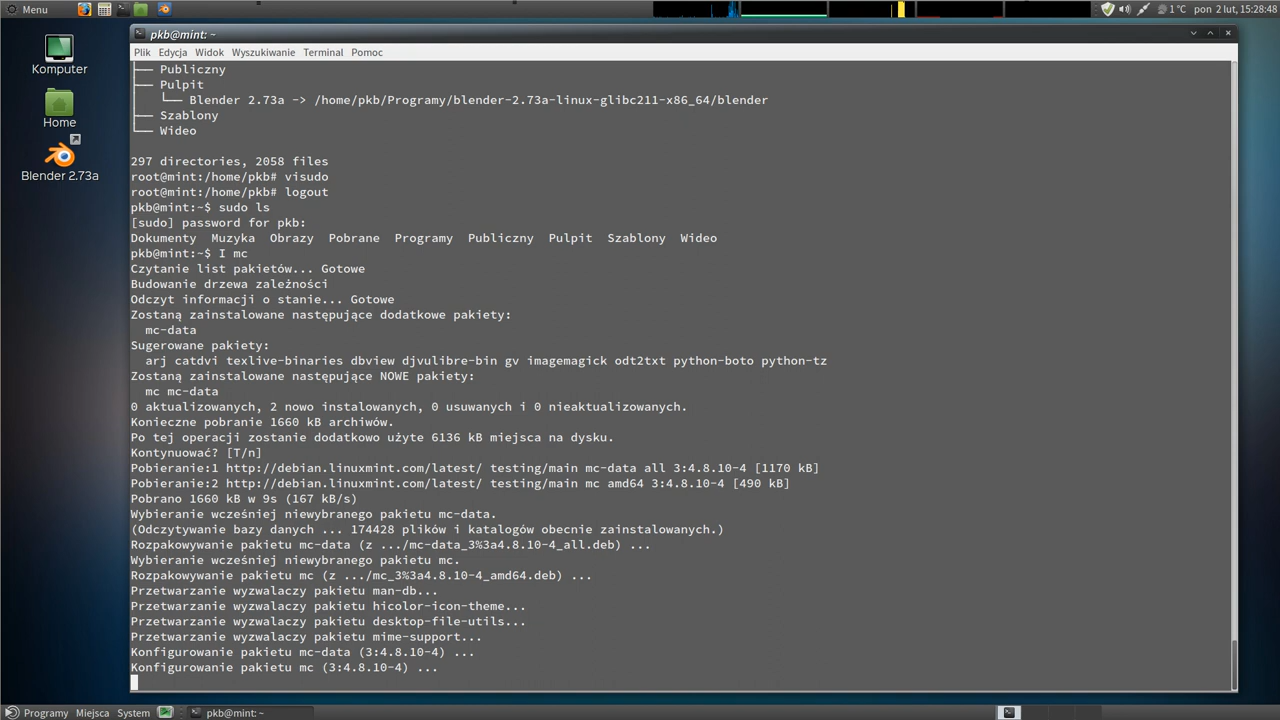 Menu
1 °C pon 2 lut, 15:28:48
pkb@mint: ~
Plik Edycja Widok Wyszukiwanie Terminal Pomoc
Komputer
Home
Blender 2.73a
├── Publiczny
├── Pulpit
│   └── Blender 2.73a -> /home/pkb/Programy/blender-2.73a-linux-glibc211-x86_64/blender
├── Szablony
└── Wideo
297 directories, 2058 files
root@mint:/home/pkb# visudo
root@mint:/home/pkb# logout
pkb@mint:~$ sudo ls
[sudo] password for pkb:
Dokumenty Muzyka Obrazy Pobrane Programy Publiczny Pulpit Szablony Wideo
pkb@mint:~$ I mc
Czytanie list pakietów... Gotowe
Budowanie drzewa zależności
Odczyt informacji o stanie... Gotowe
Zostaną zainstalowane następujące dodatkowe pakiety:
mc-data
Sugerowane pakiety:
arj catdvi texlive-binaries dbview djvulibre-bin gv imagemagick odt2txt python-boto python-tz
Zostaną zainstalowane następujące NOWE pakiety:
mc mc-data
0 aktualizowanych, 2 nowo instalowanych, 0 usuwanych i 0 nieaktualizowanych.
Konieczne pobranie 1660 kB archiwów.
Po tej operacji zostanie dodatkowo użyte 6136 kB miejsca na dysku.
Kontynuować? [T/n]
Pobieranie:1 http://debian.linuxmint.com/latest/ testing/main mc-data all 3:4.8.10-4 [1170 kB]
Pobieranie:2 http://debian.linuxmint.com/latest/ testing/main mc amd64 3:4.8.10-4 [490 kB]
Pobrano 1660 kB w 9s (167 kB/s)
Wybieranie wcześniej niewybranego pakietu mc-data.
(Odczytywanie bazy danych ... 174428 plików i katalogów obecnie zainstalowanych.)
Rozpakowywanie pakietu mc-data (z .../mc-data_3%3a4.8.10-4_all.deb) ...
Wybieranie wcześniej niewybranego pakietu mc.
Rozpakowywanie pakietu mc (z .../mc_3%3a4.8.10-4_amd64.deb) ...
Przetwarzanie wyzwalaczy pakietu man-db...
Przetwarzanie wyzwalaczy pakietu hicolor-icon-theme...
Przetwarzanie wyzwalaczy pakietu desktop-file-utils...
Przetwarzanie wyzwalaczy pakietu mime-support...
Konfigurowanie pakietu mc-data (3:4.8.10-4) ...
Konfigurowanie pakietu mc (3:4.8.10-4) ...
Programy Miejsca System pkb@mint: ~